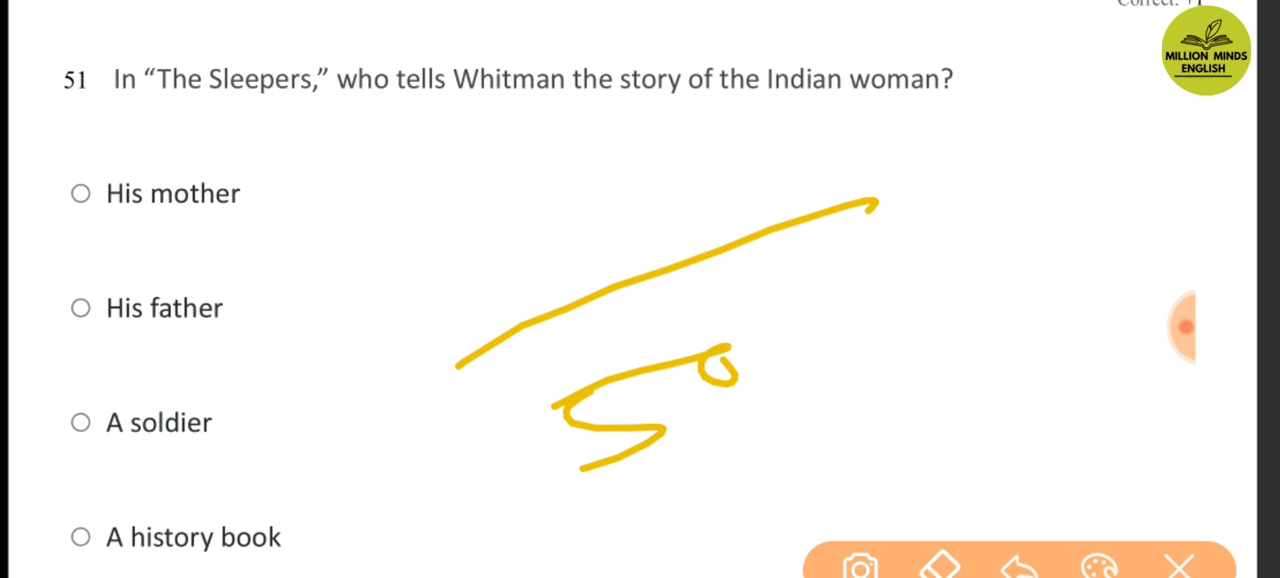 MILLION MINDS
ENGLISH
51 In “The Sleepers,” who tells Whitman the story of the Indian woman?
His mother
His father
A soldier
A history book